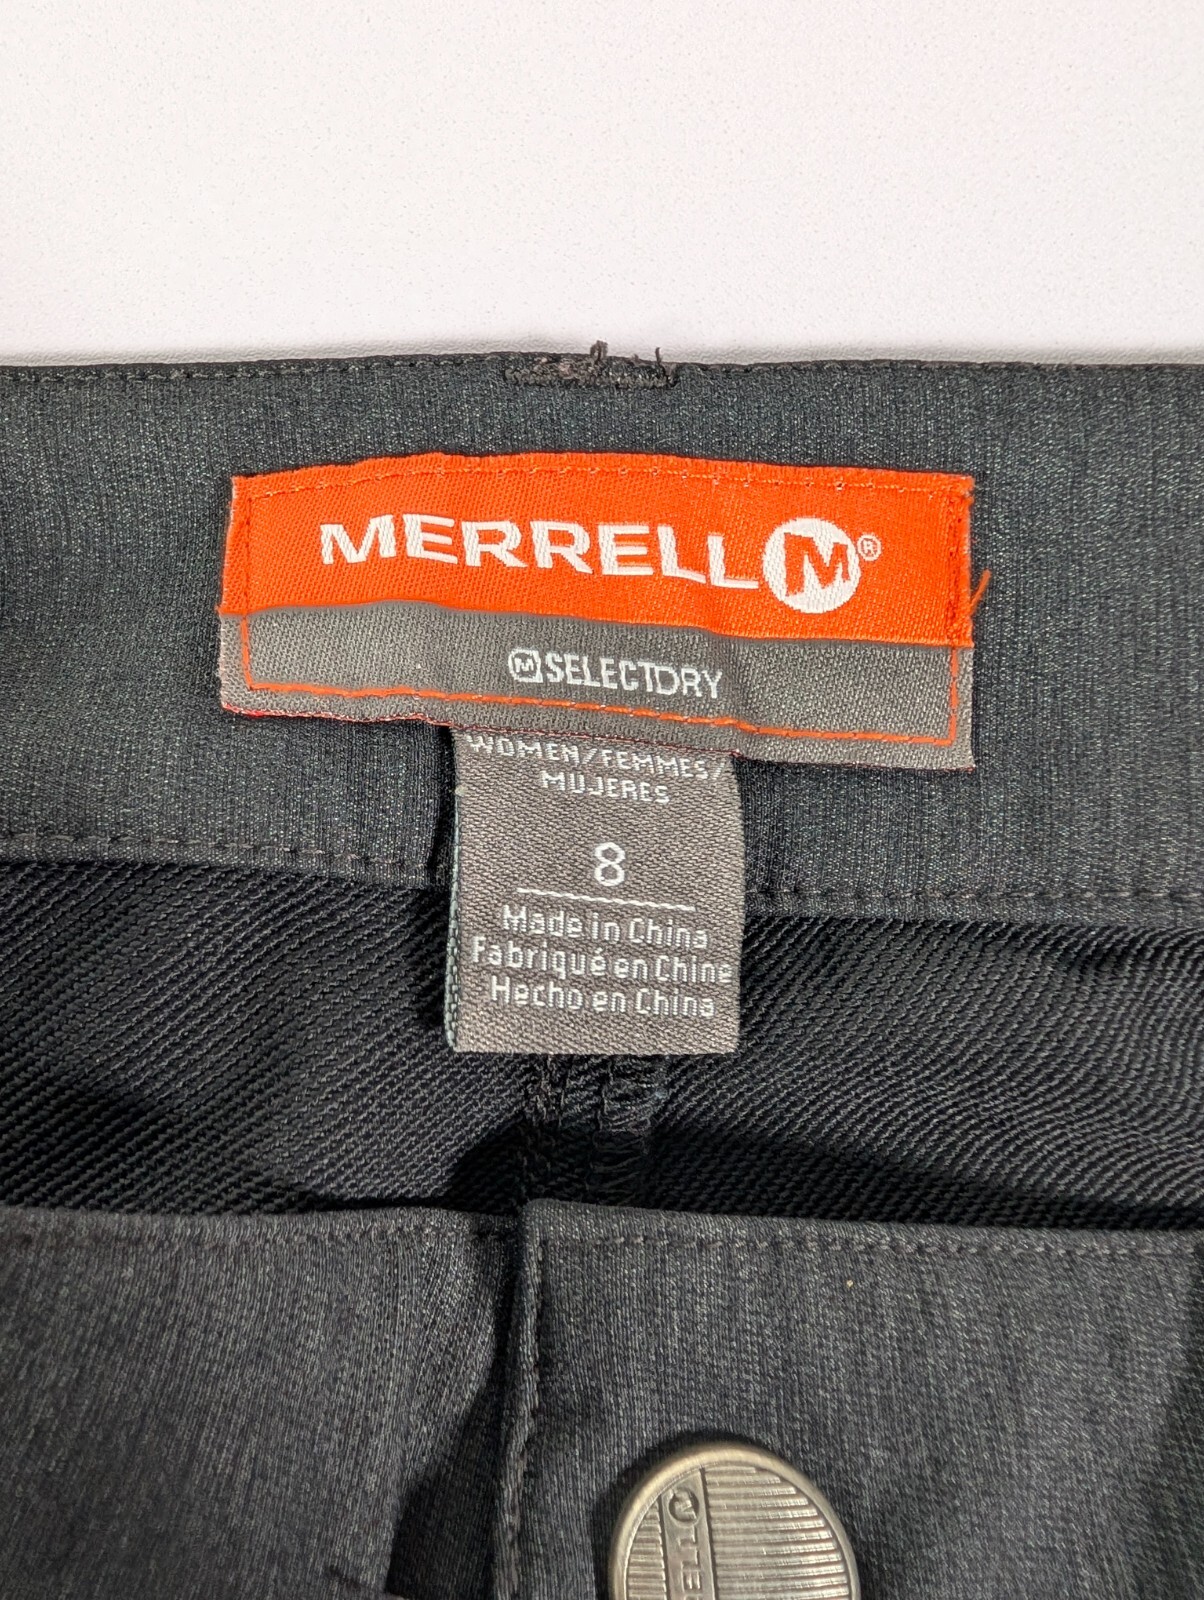 MERRELL M®
M SELECTDRY
WOMEN/FEMMES/
MUJERES
8
Made in China
Fabriqué en Chine
Hecho en China